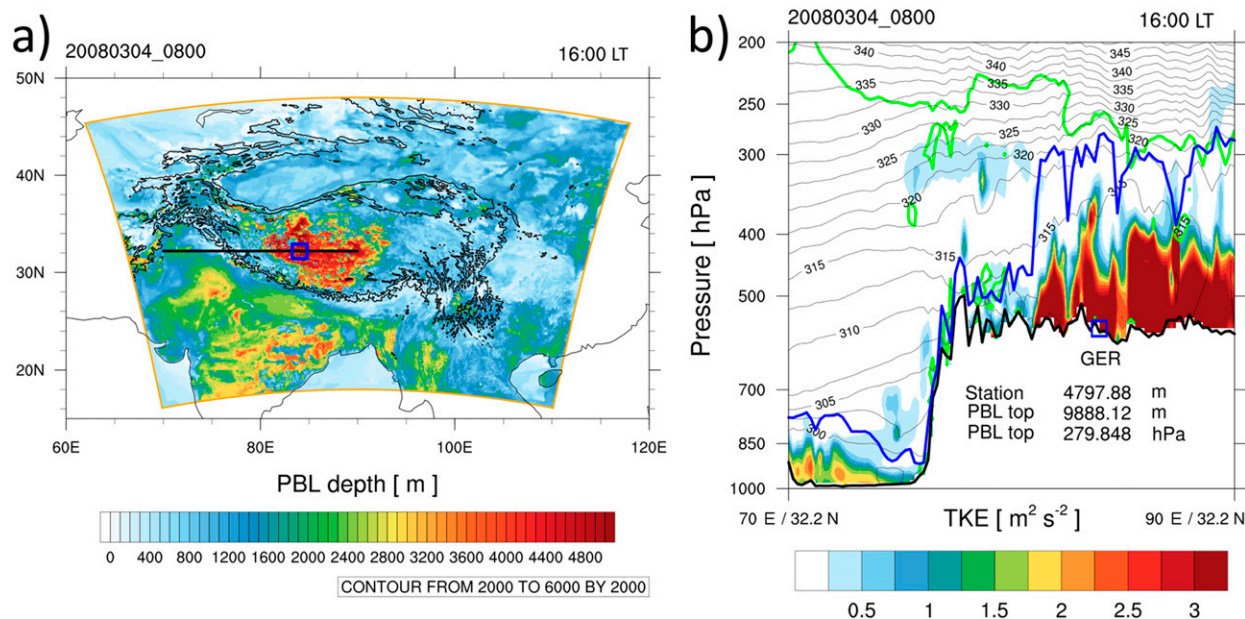 a)
20080304_0800
16:00 LT
50N
40N
30N
20N
60E
80E
100E
120E
PBL depth [ m ]
0 400 800 1200 1600 2000 2400 2800 3200 3600 4000 4400 4800
CONTOUR FROM 2000 TO 6000 BY 2000
b)
20080304_0800
16:00 LT
Pressure [ hPa ]
200
250
300
400
500
700
850
1000
340
335
330
325
315
310
305
300
340
335
325
320
315
345
340
335
330
325
320
315
345
GER
Station 4797.88 m
PBL top 9888.12 m
PBL top 279.848 hPa
70 E / 32.2 N
TKE [ m² s⁻² ]
90 E / 32.2 N
0.5 1 1.5 2 2.5 3